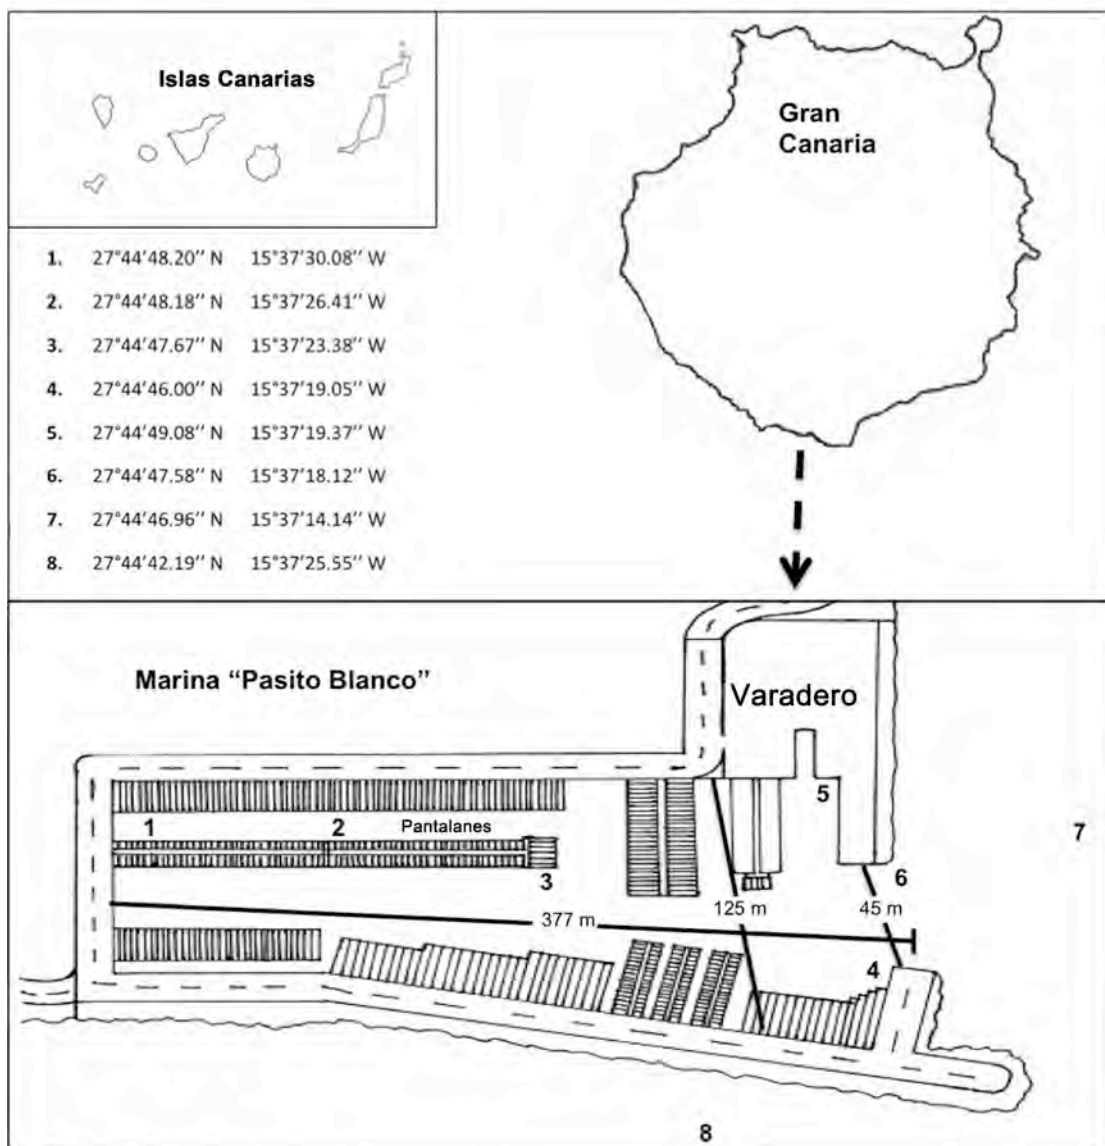 Islas Canarias
Gran
Canaria
1. 27°44'48.20'' N 15°37'30.08'' W
2. 27°44'48.18'' N 15°37'26.41'' W
3. 27°44'47.67'' N 15°37'23.38'' W
4. 27°44'46.00'' N 15°37'19.05'' W
5. 27°44'49.08'' N 15°37'19.37'' W
6. 27°44'47.58'' N 15°37'18.12'' W
7. 27°44'46.96'' N 15°37'14.14'' W
8. 27°44'42.19'' N 15°37'25.55'' W
Marina “Pasito Blanco”
Varadero
5
1 2 Pantalanes
7
3
6
377 m 125 m 45 m
4
8